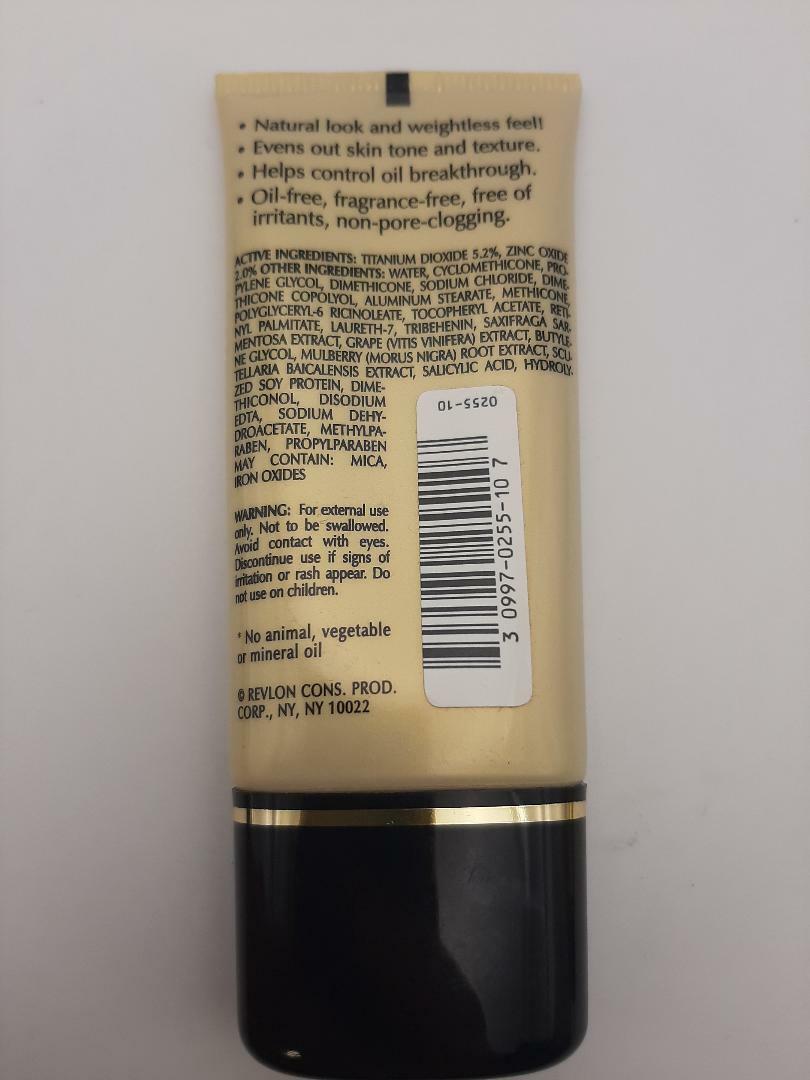 • Natural look and weightless feel!
• Evens out skin tone and texture.
• Helps control oil breakthrough.
• Oil-free, fragrance-free, free of
irritants, non-pore-clogging.
ACTIVE INGREDIENTS: TITANIUM DIOXIDE 5.2%, ZINC OXIDE
2.0% OTHER INGREDIENTS: WATER, CYCLOMETHICONE, PRO-
PYLENE GLYCOL, DIMETHICONE, SODIUM CHLORIDE, DIME-
THICONE COPOLYOL, ALUMINUM STEARATE, METHICONE,
POLYGLYCERYL-6 RICINOLEATE, TOCOPHERYL ACETATE, RETI-
NYL PALMITATE, LAURETH-7, TRIBEHENIN, SAXIFRAGA SAR-
MENTOSA EXTRACT, GRAPE (VITIS VINIFERA) EXTRACT, BUTYLE-
NE GLYCOL, MULBERRY (MORUS NIGRA) ROOT EXTRACT, SCU-
TELLARIA BAICALENSIS EXTRACT, SALICYLIC ACID, HYDROLY-
ZED SOY PROTEIN, DIME-
THICONOL, DISODIUM
EDTA, SODIUM DEHY-
DROACETATE, METHYLPA-
RABEN, PROPYLPARABEN
MAY CONTAIN: MICA,
IRON OXIDES
WARNING: For external use
only. Not to be swallowed.
Avoid contact with eyes.
Discontinue use if signs of
irritation or rash appear. Do
not use on children.
* No animal, vegetable
or mineral oil
© REVLON CONS. PROD.
CORP., NY, NY 10022
0255-10
3 0997-0255-10 7